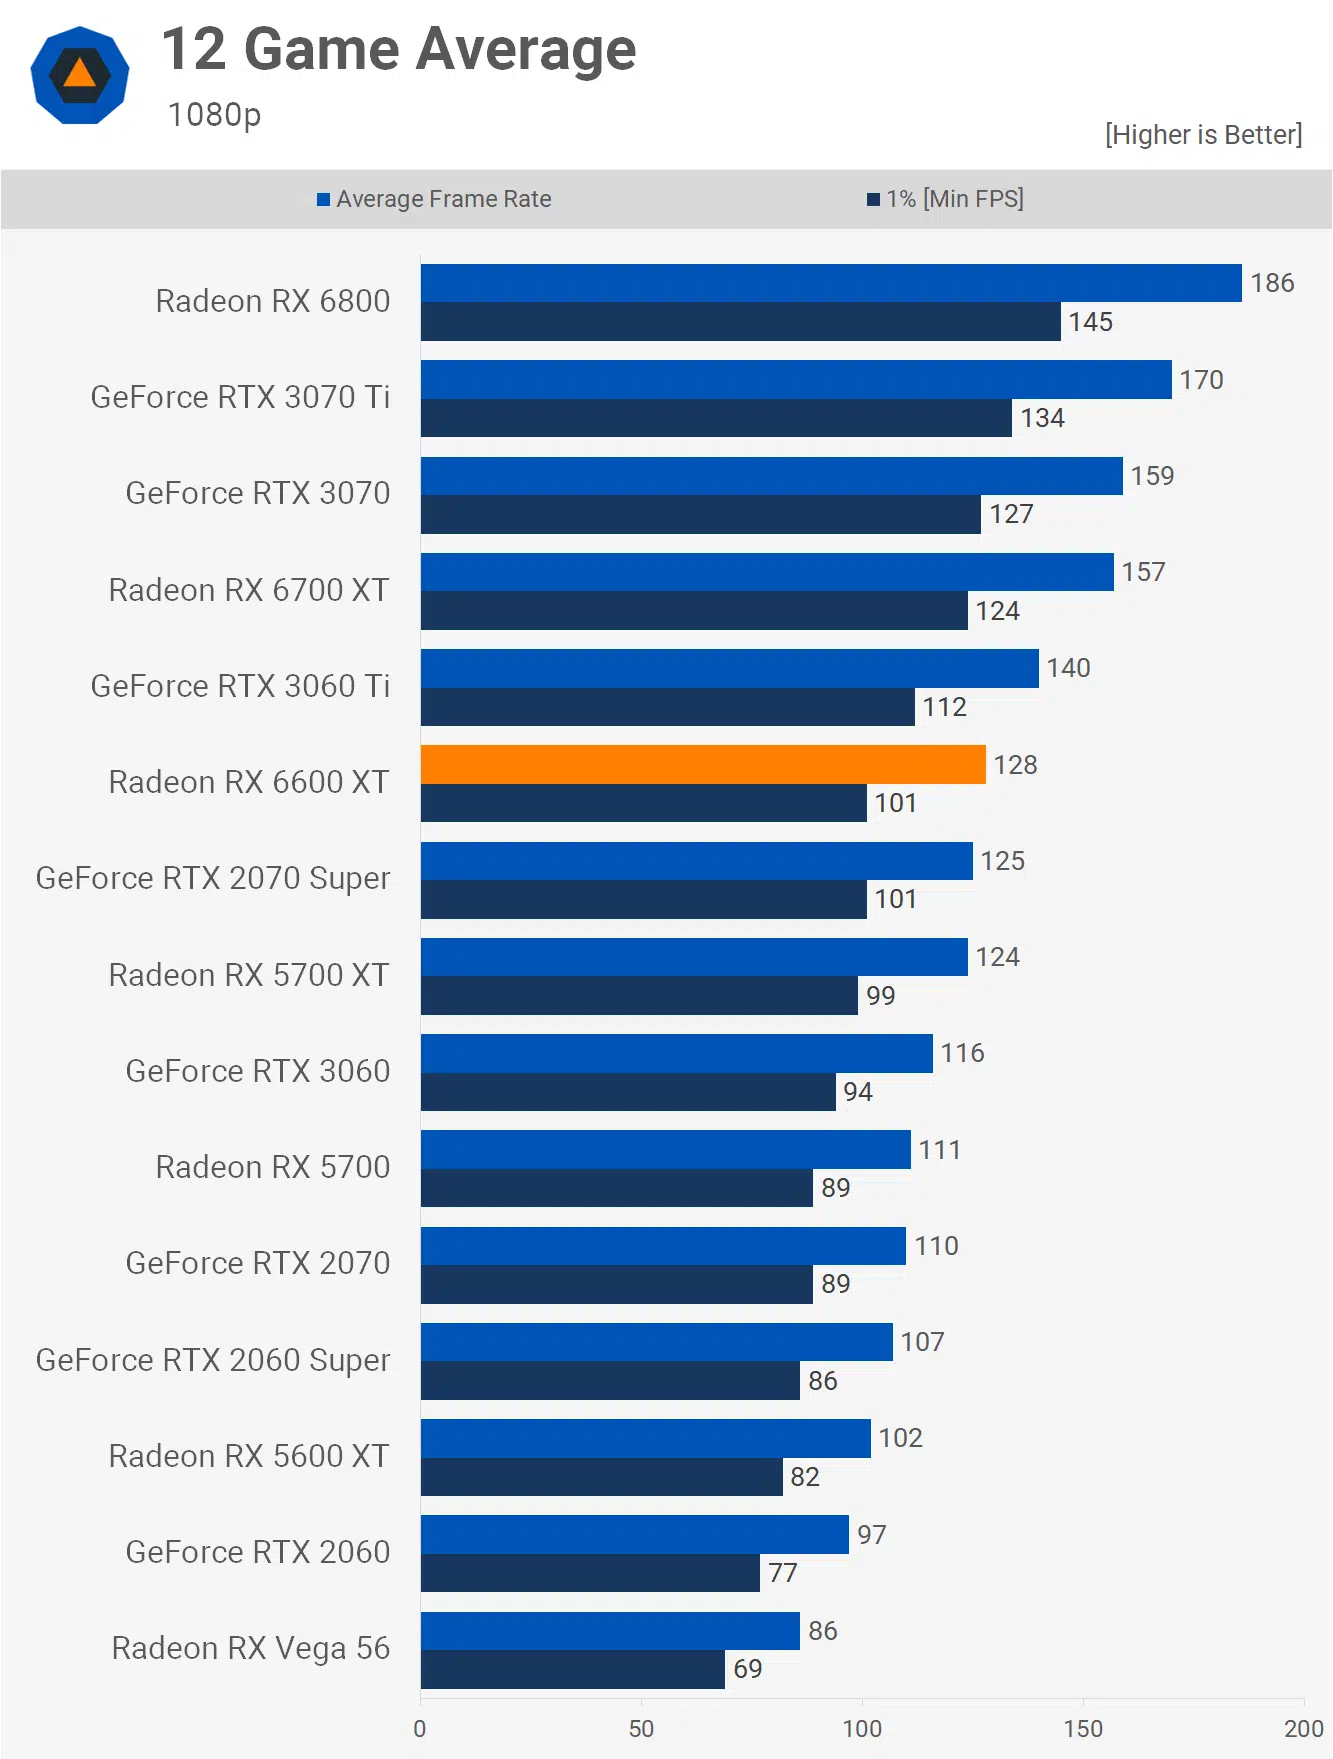 12 Game Average
1080p
[Higher is Better]
Average Frame Rate 1% [Min FPS]
Radeon RX 6800 186 145
GeForce RTX 3070 Ti 170 134
GeForce RTX 3070 159 127
Radeon RX 6700 XT 157 124
GeForce RTX 3060 Ti 140 112
Radeon RX 6600 XT 128 101
GeForce RTX 2070 Super 125 101
Radeon RX 5700 XT 124 99
GeForce RTX 3060 116 94
Radeon RX 5700 111 89
GeForce RTX 2070 110 89
GeForce RTX 2060 Super 107 86
Radeon RX 5600 XT 102 82
GeForce RTX 2060 97 77
Radeon RX Vega 56 86 69
0 50 100 150 200